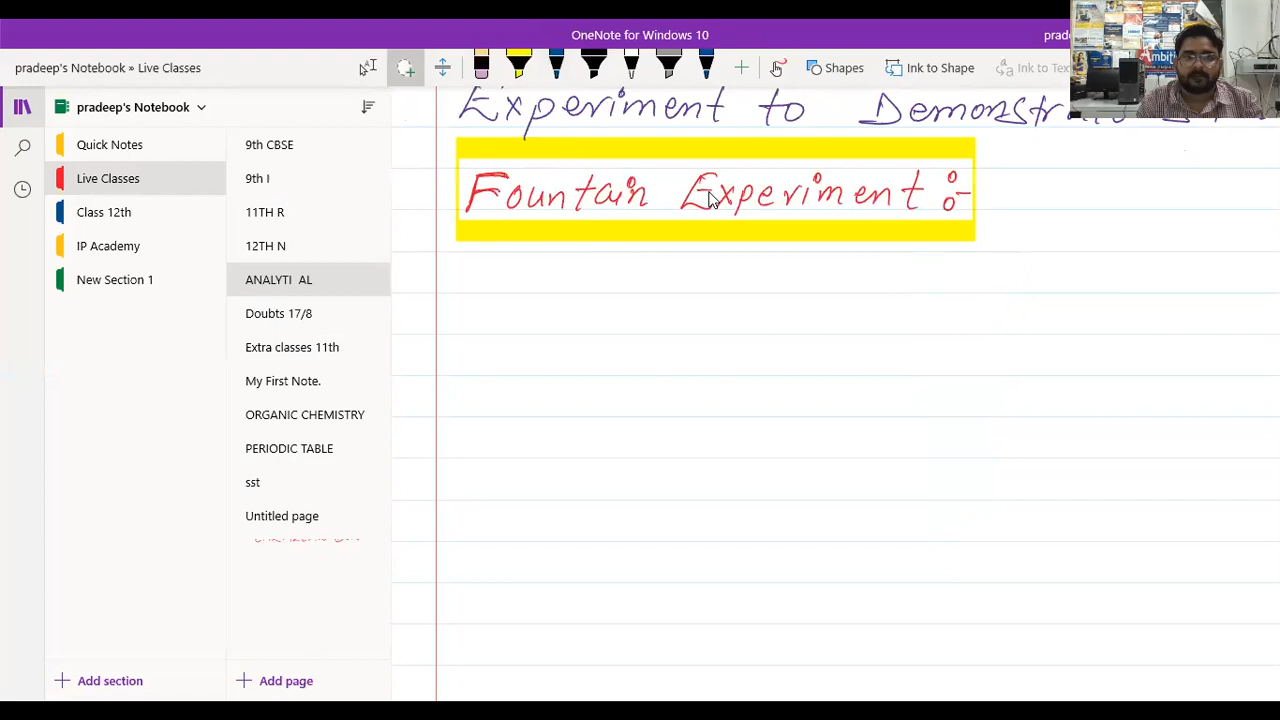 OneNote for Windows 10
prade
pradeep's Notebook » Live Classes
Shapes
Ink to Shape
Ink to Text
pradeep's Notebook
Quick Notes
Live Classes
Class 12th
IP Academy
New Section 1
Add section
9th CBSE
9th I
11TH R
12TH N
ANALYTI AL
Doubts 17/8
Extra classes 11th
My First Note.
ORGANIC CHEMISTRY
PERIODIC TABLE
sst
Untitled page
Add page
Experiment to
Fountain Experiment :-